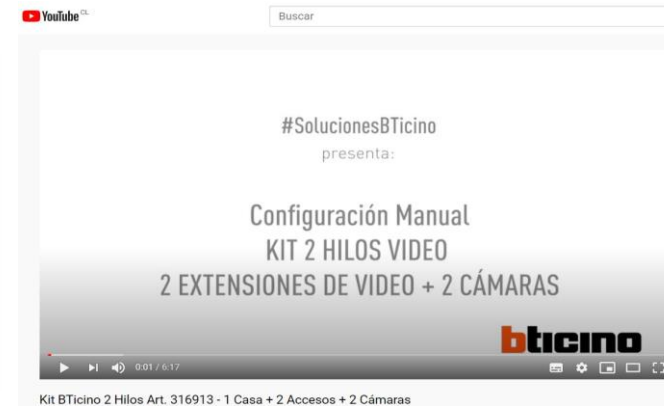 YouTube CL
Buscar
#SolucionesBTicino
presenta:
Configuración Manual
KIT 2 HILOS VIDEO
2 EXTENSIONES DE VIDEO + 2 CÁMARAS
bticino
0:01 / 6:17
Kit BTicino 2 Hilos Art. 316913 - 1 Casa + 2 Accesos + 2 Cámaras